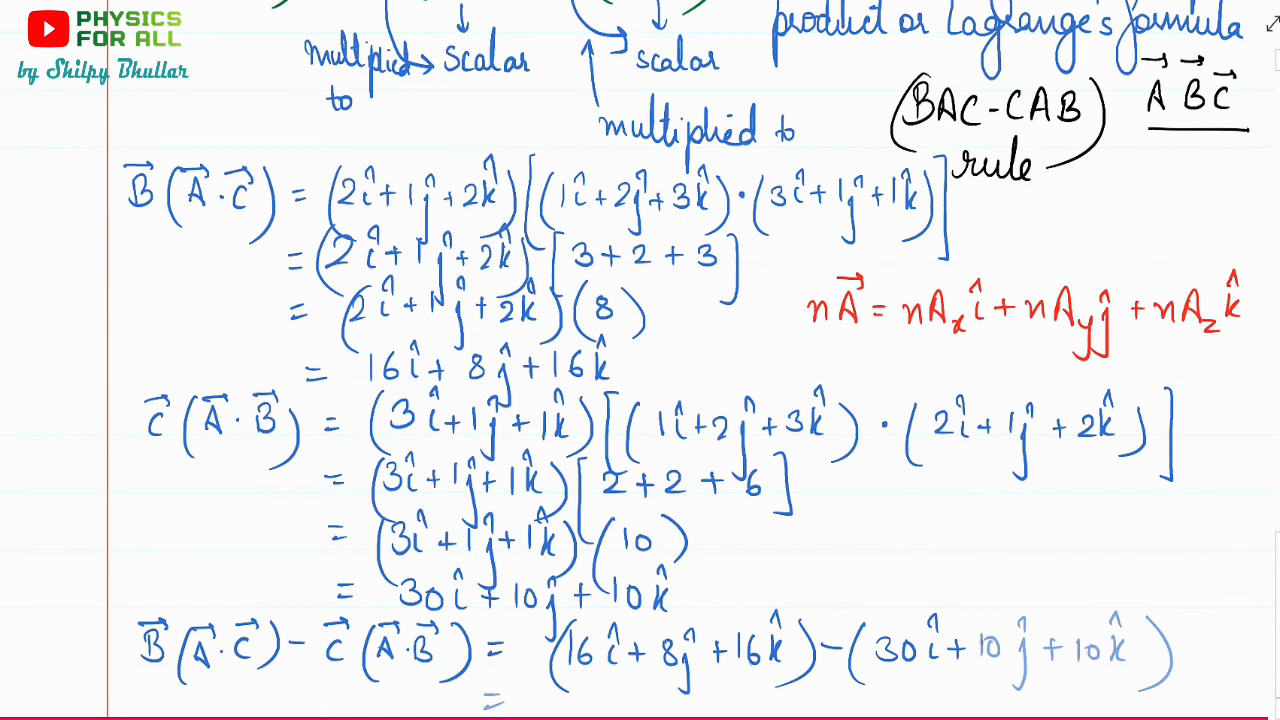 PHYSICS
FOR ALL
by Shilpy Bhullar
product or Lagrange's formula
multiplied → scalar
to
scalar
multiplied to
(BAC-CAB)
rule
A⃗ B⃗ C⃗
B⃗ (A⃗ · C⃗) = (2î + 1ĵ + 2k̂) [(1î + 2ĵ + 3k̂) · (3î + 1ĵ + 1k̂)]
= (2î + 1ĵ + 2k̂) [3 + 2 + 3]
= (2î + 1ĵ + 2k̂) (8)
nA⃗ = nAₓ î + nAᵧ ĵ + nA_z k̂
= 16î + 8ĵ + 16k̂
C⃗ (A⃗ · B⃗) = (3î + 1ĵ + 1k̂) [(1î + 2ĵ + 3k̂) · (2î + 1ĵ + 2k̂)]
= (3î + 1ĵ + 1k̂) [2 + 2 + 6]
= (3î + 1ĵ + 1k̂) (10)
= 30î + 10ĵ + 10k̂
B⃗ (A⃗ · C⃗) - C⃗ (A⃗ · B⃗) = (16î + 8ĵ + 16k̂) - (30î + 10ĵ + 10k̂)
=